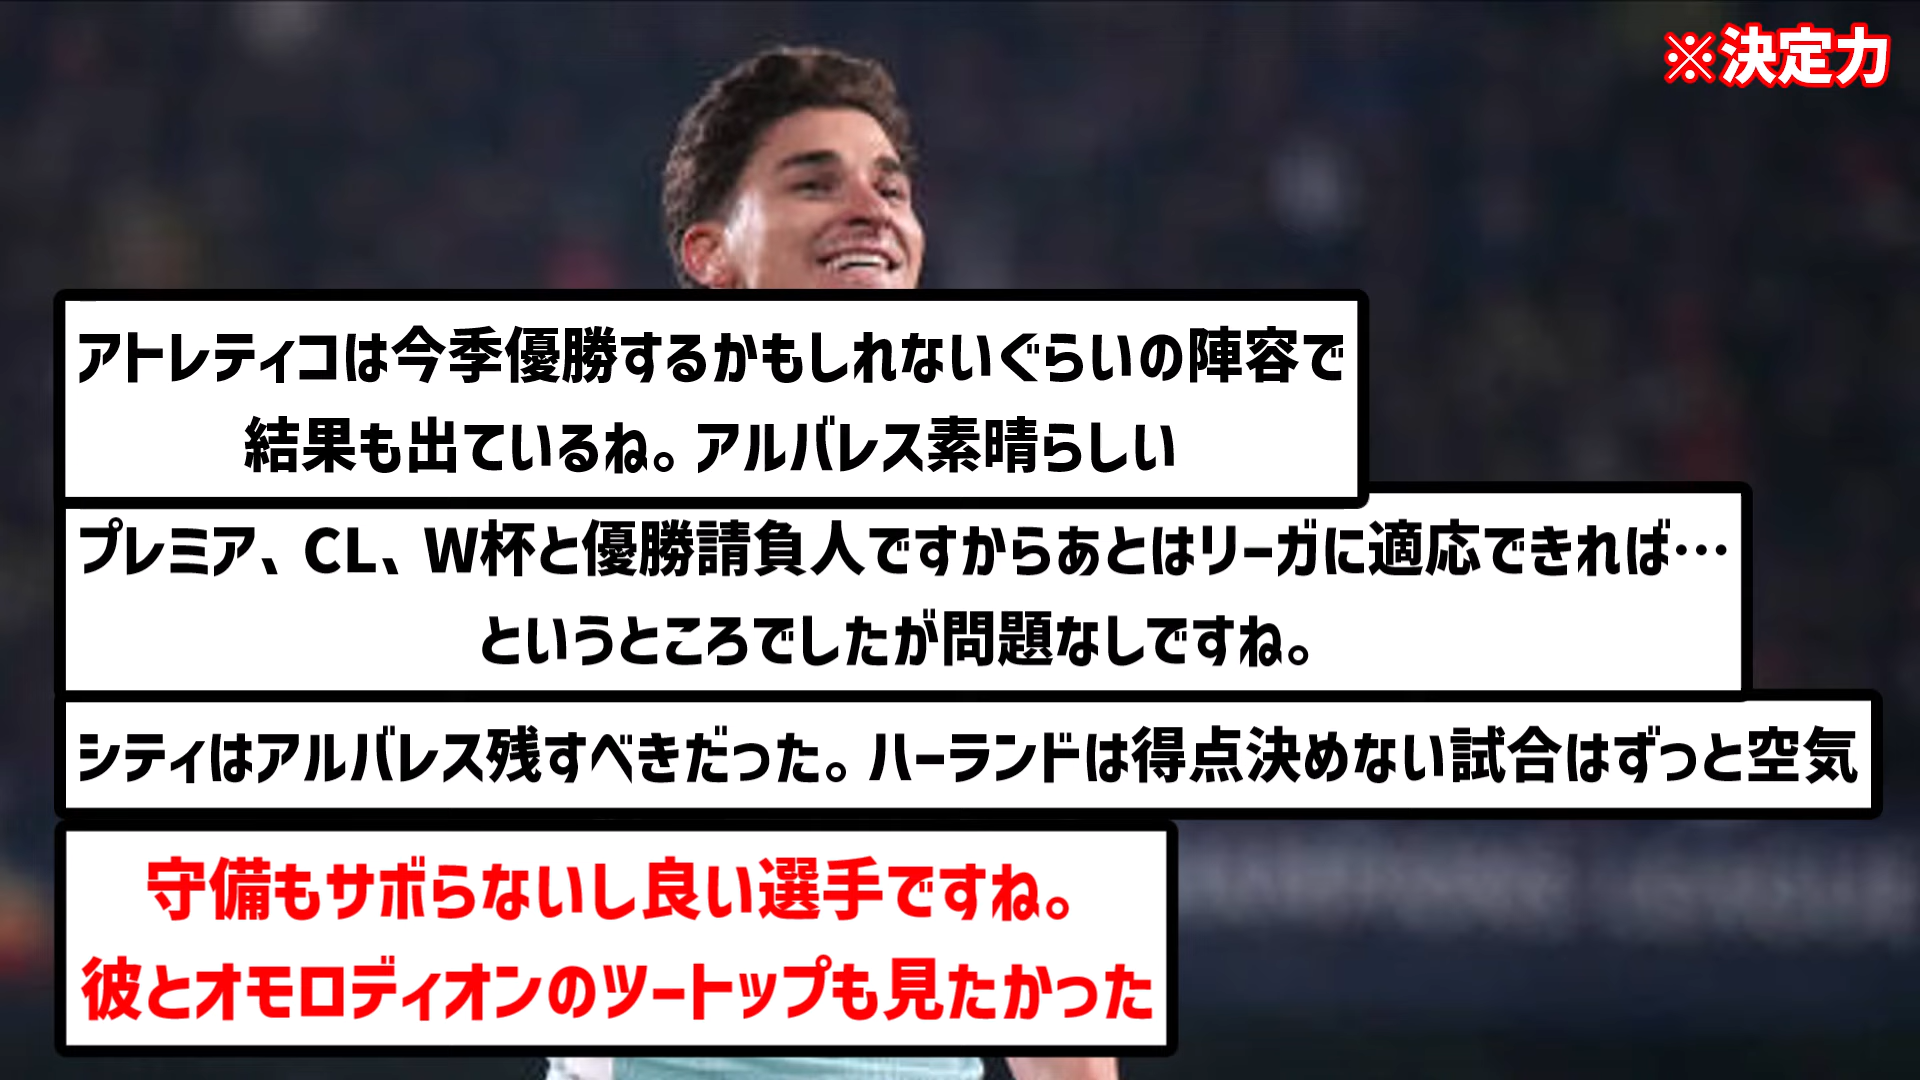 ※決定力
アトレティコは今季優勝するかもしれないぐらいの陣容で
結果も出ているね。アルバレス素晴らしい
プレミア、CL、W杯と優勝請負人ですからあとはリーガに適応できれば…
というところでしたが問題なしですね。
シティはアルバレス残すべきだった。ハーランドは得点決めない試合はずっと空気
守備もサボらないし良い選手ですね。
彼とオモロディオンのツートップも見たかった